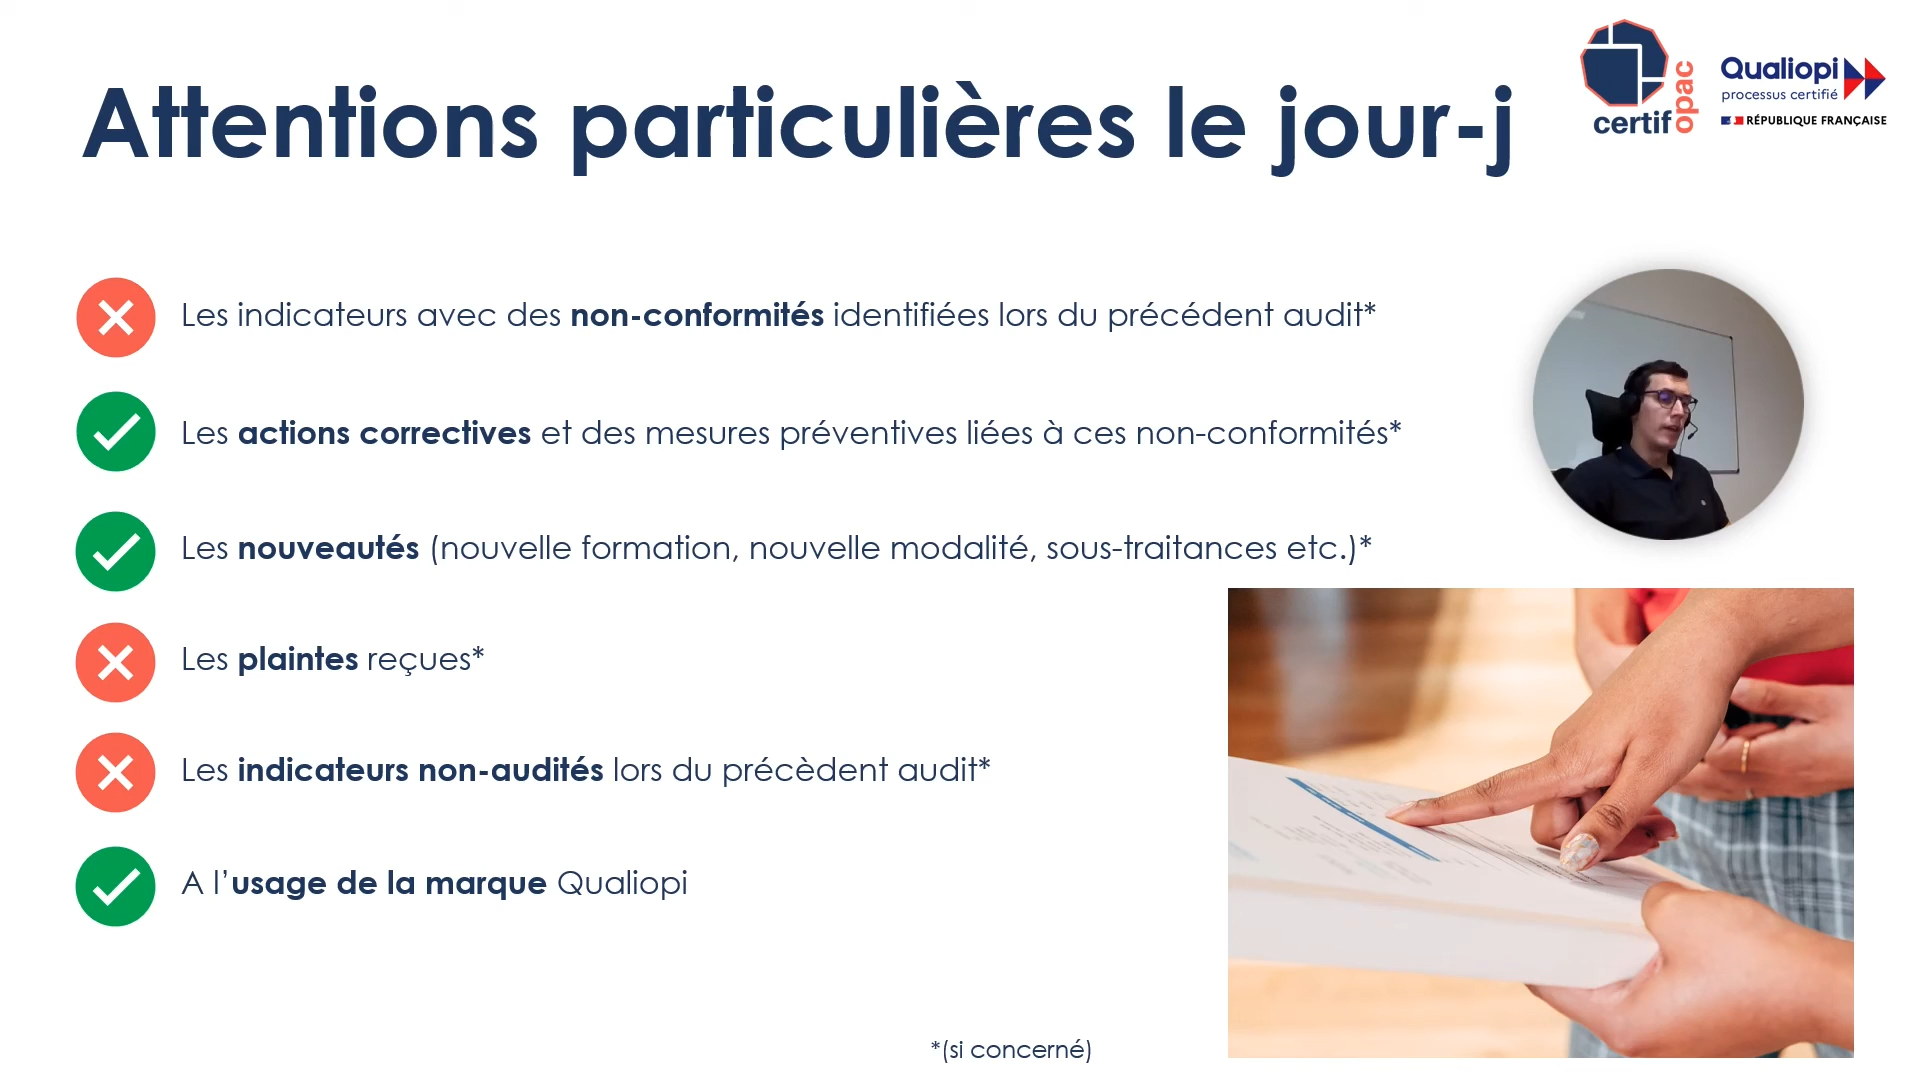 Attentions particulières le jour-j
certif
opac
Qualiopi
processus certifié
RÉPUBLIQUE FRANÇAISE
Les indicateurs avec des non-conformités identifiées lors du précédent audit*
Les actions correctives et des mesures préventives liées à ces non-conformités*
Les nouveautés (nouvelle formation, nouvelle modalité, sous-traitances etc.)*
Les plaintes reçues*
Les indicateurs non-audités lors du précèdent audit*
A l’usage de la marque Qualiopi
*(si concerné)